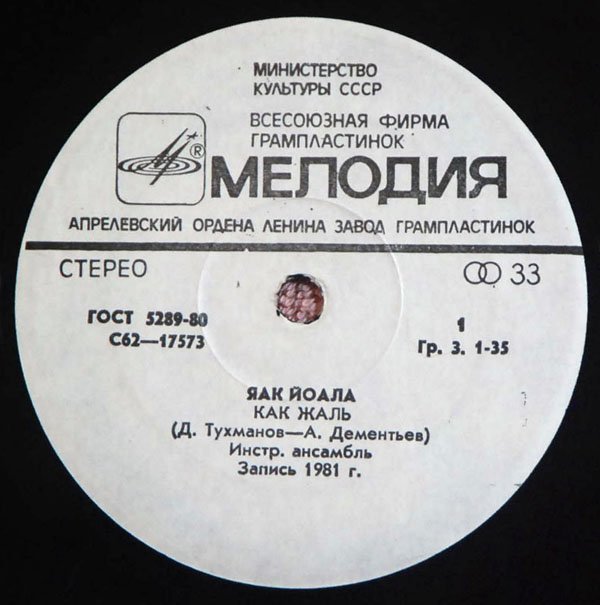 МИНИСТЕРСТВО
КУЛЬТУРЫ СССР
ВСЕСОЮЗНАЯ ФИРМА
ГРАМПЛАСТИНОК
®
МЕЛОДИЯ
АПРЕЛЕВСКИЙ ОРДЕНА ЛЕНИНА ЗАВОД ГРАМПЛАСТИНОК
СТЕРЕО
33
ГОСТ 5289-80
С62—17573
1
Гр. 3. 1-35
ЯАК ЙОАЛА
КАК ЖАЛЬ
(Д. Тухманов—А. Дементьев)
Инстр. ансамбль
Запись 1981 г.